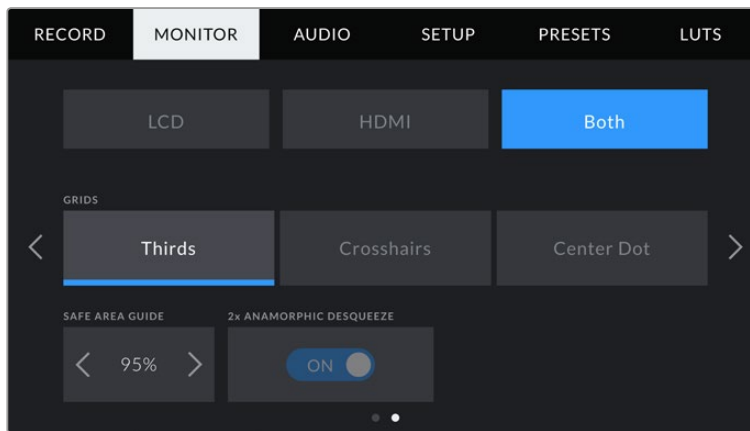 RECORD MONITOR AUDIO SETUP PRESETS LUTS
LCD HDMI Both
GRIDS
Thirds Crosshairs Center Dot
SAFE AREA GUIDE 2x ANAMORPHIC DESQUEEZE
95% ON